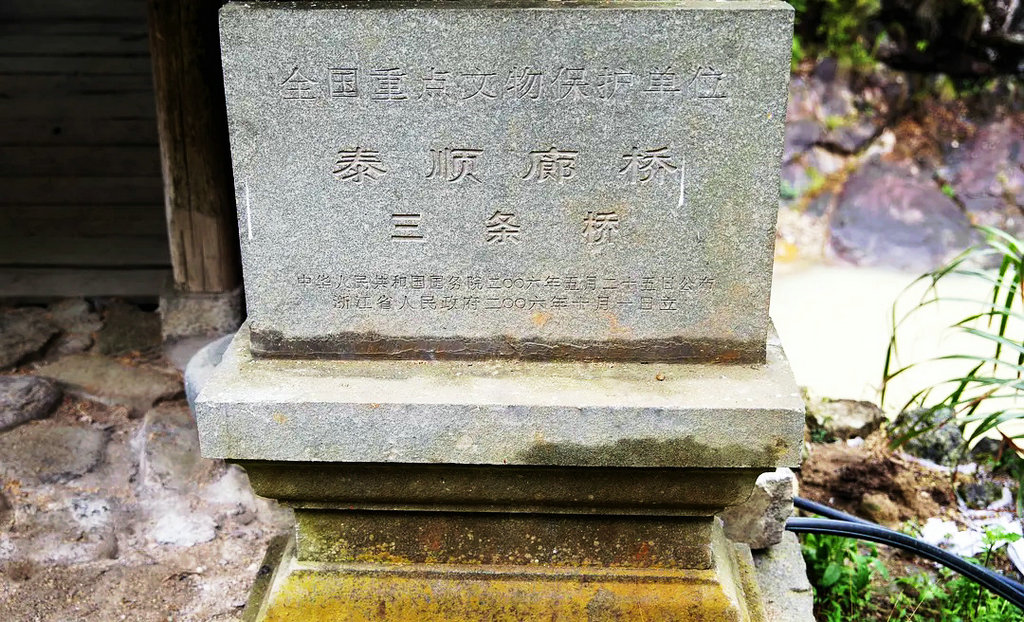 全国重点文物保护单位
泰顺廊桥
三条桥
中华人民共和国国务院二〇〇六年五月二十五日公布
浙江省人民政府二〇〇六年十月一日立